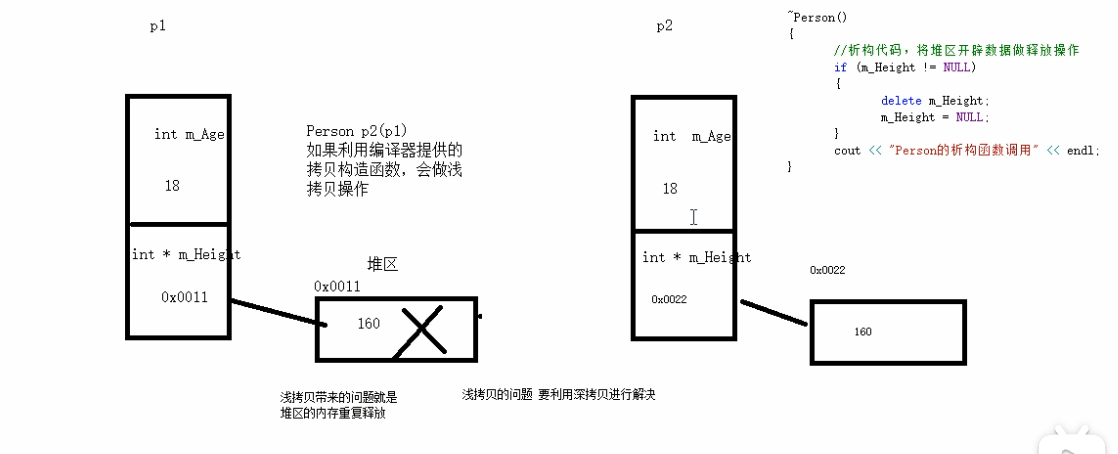 p1
int m_Age
18
int * m_Height
0x0011
Person p2(p1)
如果利用编译器提供的
拷贝构造函数，会做浅
拷贝操作
堆区
0x0011
160
浅拷贝带来的问题就是
堆区的内存重复释放
浅拷贝的问题 要利用深拷贝进行解决
p2
int m_Age
18
int * m_Height
0x0022
0x0022
160
~Person()
{
//析构代码，将堆区开辟数据做释放操作
if (m_Height != NULL)
{
delete m_Height;
m_Height = NULL;
}
cout << "Person的析构函数调用" << endl;
}